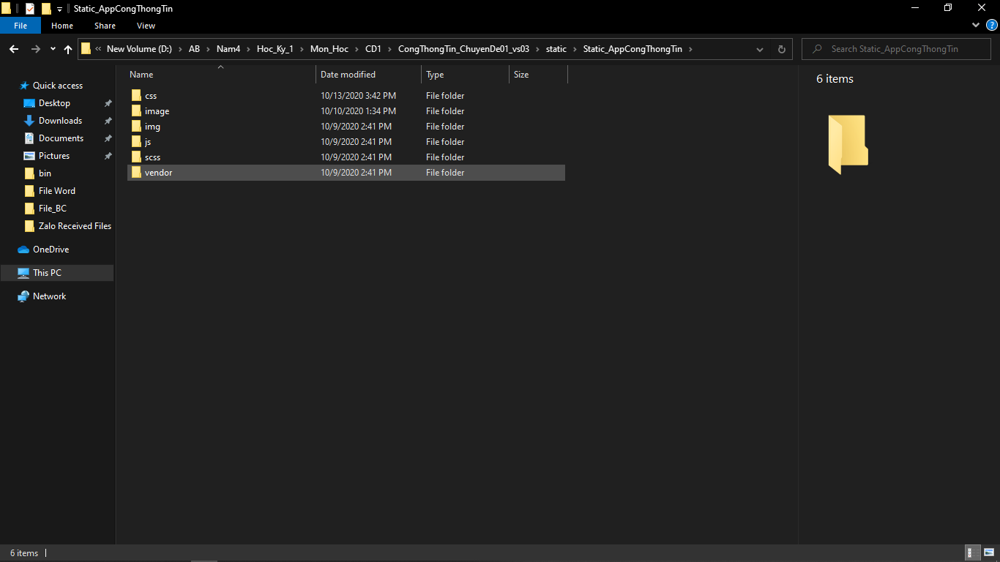 Static_AppCongThongTin
File Home Share View
« New Volume (D:) › AB › Nam4 › Hoc_Ky_1 › Mon_Hoc › CD1 › CongThongTin_ChuyenDe01_vs03 › static › Static_AppCongThongTin ›
Search Static_AppCongThongTin
Quick access
Desktop
Downloads
Documents
Pictures
bin
File Word
File_BC
Zalo Received Files
OneDrive
This PC
Network
Name Date modified Type Size
css 10/13/2020 3:42 PM File folder
image 10/10/2020 1:34 PM File folder
img 10/9/2020 2:41 PM File folder
js 10/9/2020 2:41 PM File folder
scss 10/9/2020 2:41 PM File folder
vendor 10/9/2020 2:41 PM File folder
6 items
6 items